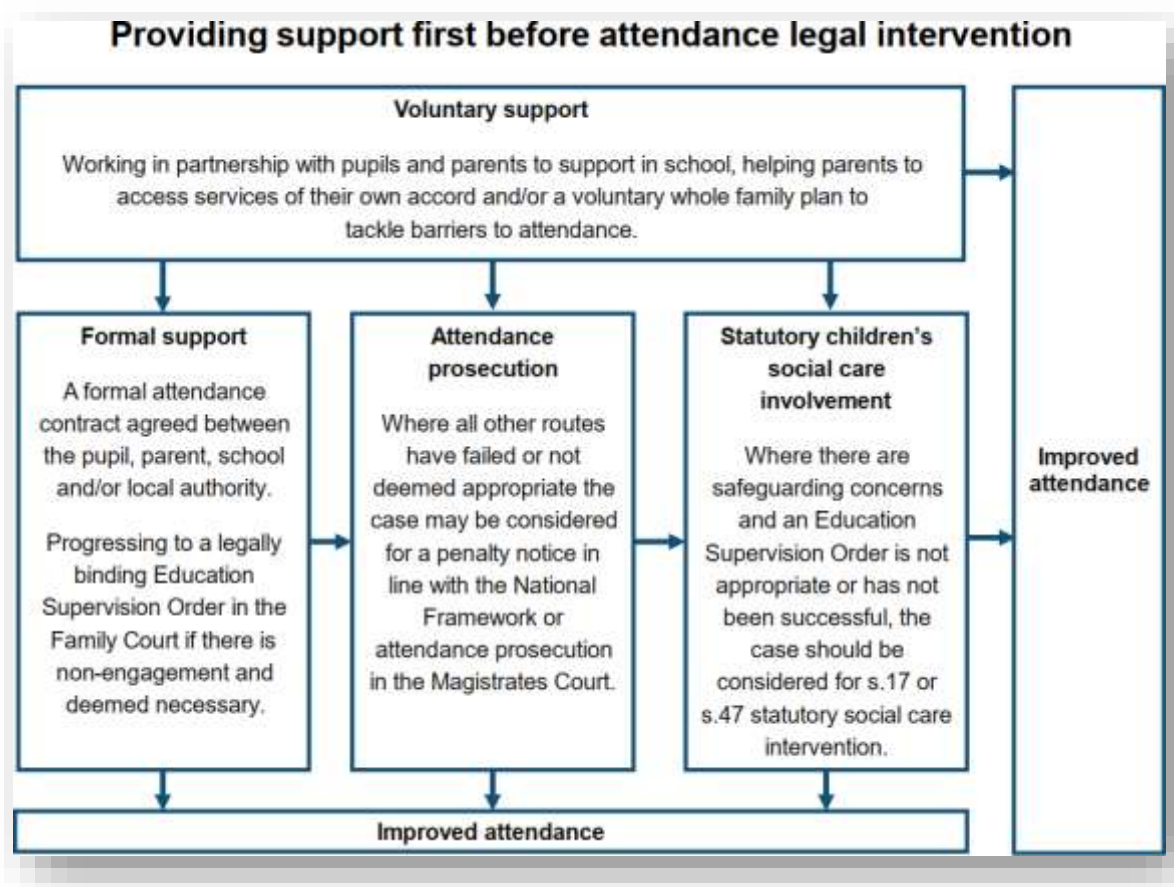 Providing support first before attendance legal intervention
Voluntary support
Working in partnership with pupils and parents to support in school, helping parents to
access services of their own accord and/or a voluntary whole family plan to
tackle barriers to attendance.
Formal support
A formal attendance
contract agreed between
the pupil, parent, school
and/or local authority.
Progressing to a legally
binding Education
Supervision Order in the
Family Court if there is
non-engagement and
deemed necessary.
Attendance
prosecution
Where all other routes
have failed or not
deemed appropriate the
case may be considered
for a penalty notice in
line with the National
Framework or
attendance prosecution
in the Magistrates Court.
Statutory children's
social care
involvement
Where there are
safeguarding concerns
and an Education
Supervision Order is not
appropriate or has not
been successful, the
case should be
considered for s.17 or
s.47 statutory social care
intervention.
Improved
attendance
Improved attendance